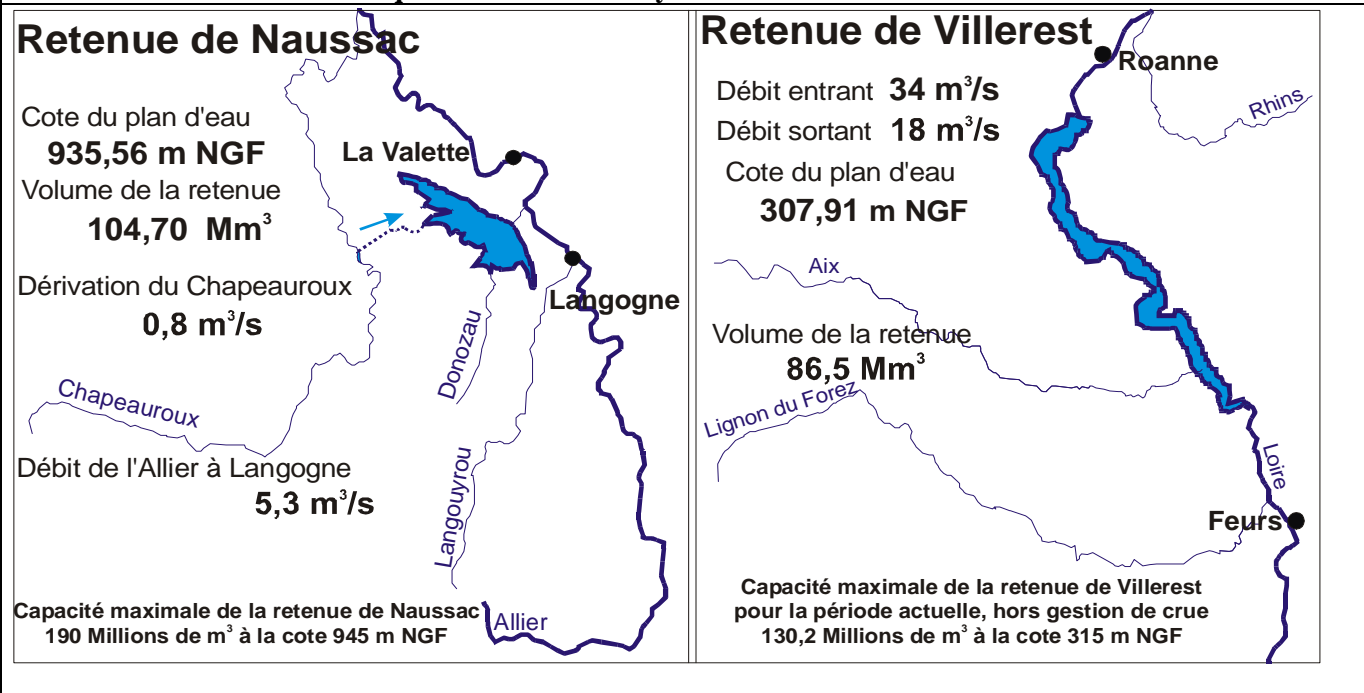 Retenue de Naussac
Cote du plan d'eau
935,56 m NGF
La Valette
Volume de la retenue
104,70 Mm³
Dérivation du Chapeauroux
0,8 m³/s
Langogne
Donozau
Chapeauroux
Débit de l'Allier à Langogne
5,3 m³/s
Langouyrou
Capacité maximale de la retenue de Naussac
190 Millions de m³ à la cote 945 m NGF
Allier
Retenue de Villerest
Roanne
Débit entrant 34 m³/s
Rhins
Débit sortant 18 m³/s
Cote du plan d'eau
307,91 m NGF
Aix
Volume de la retenue
86,5 Mm³
Lignon du Forez
Loire
Feurs
Capacité maximale de la retenue de Villerest
pour la période actuelle, hors gestion de crue
130,2 Millions de m³ à la cote 315 m NGF